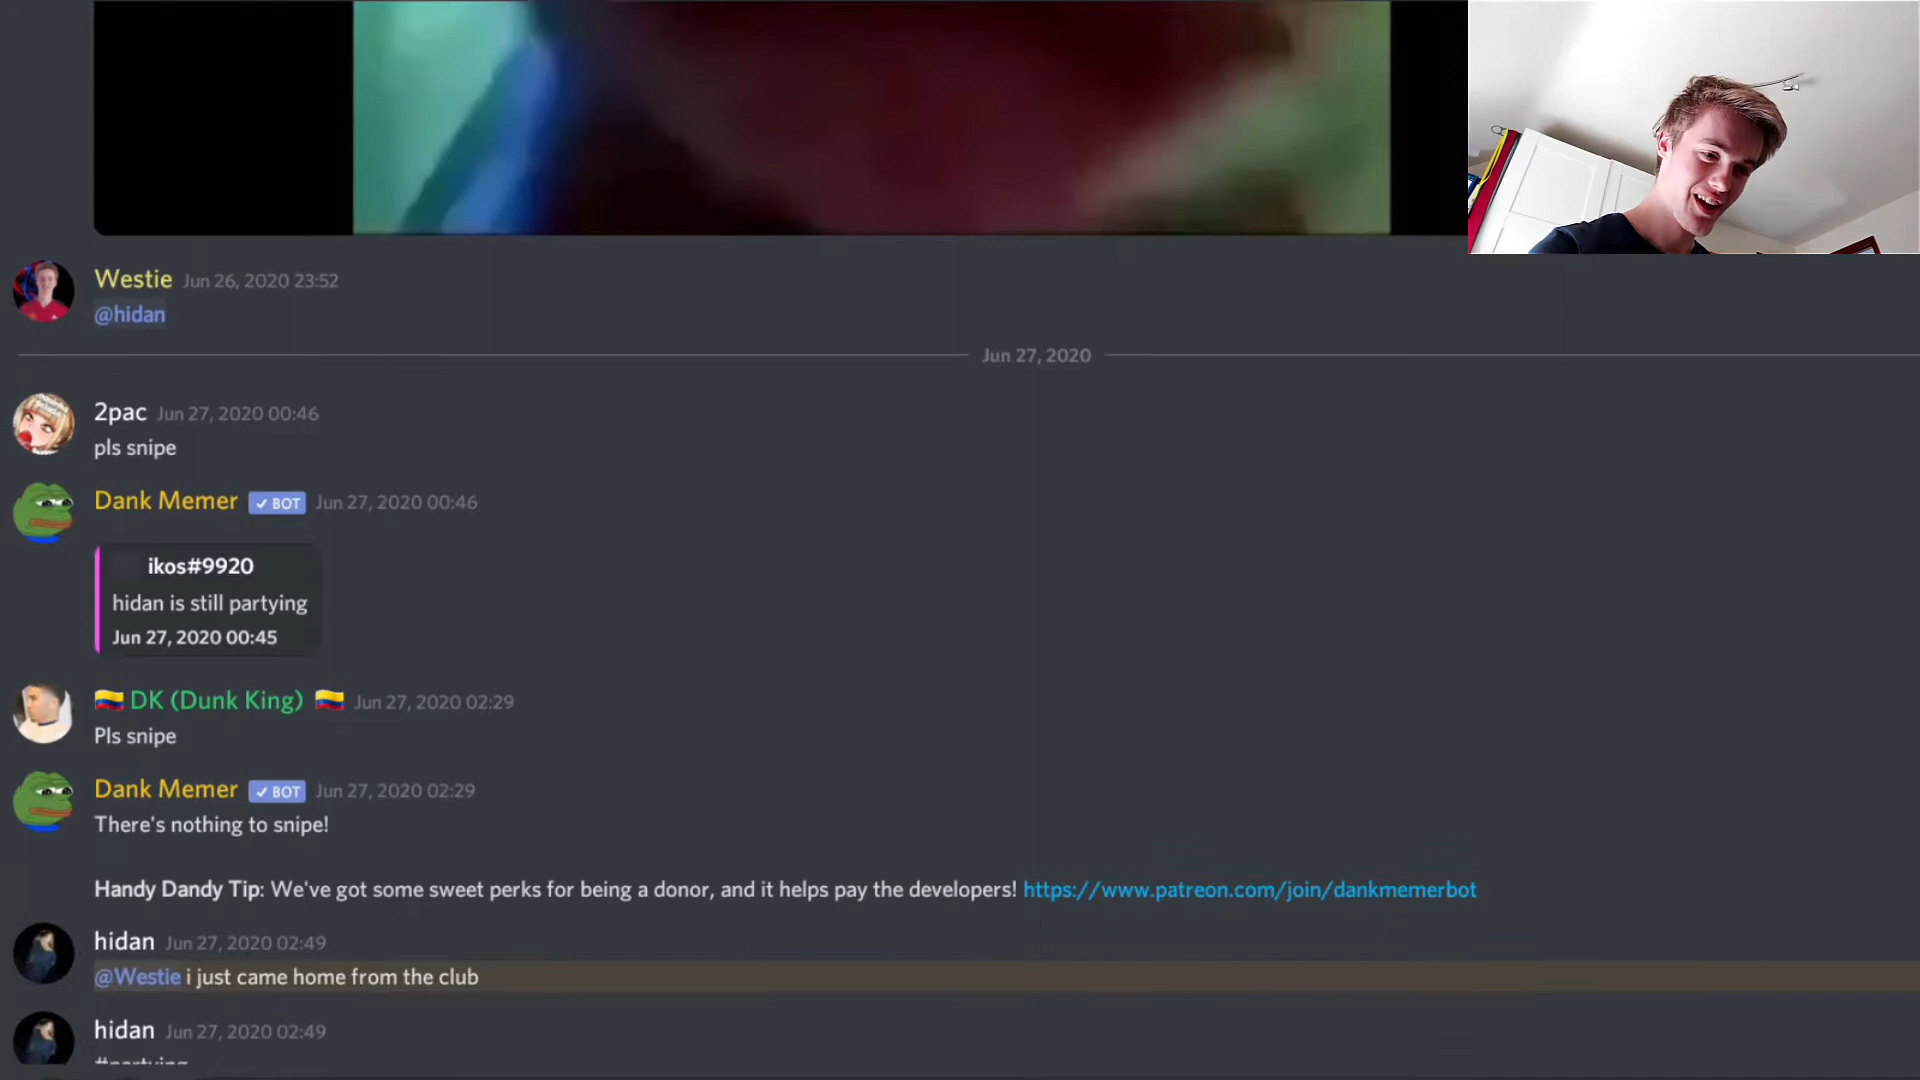 Westie Jun 26, 2020 23:52
@hidan
Jun 27, 2020
2pac Jun 27, 2020 00:46
pls snipe
Dank Memer ✓ BOT Jun 27, 2020 00:46
ikos#9920
hidan is still partying
Jun 27, 2020 00:45
DK (Dunk King) Jun 27, 2020 02:29
Pls snipe
Dank Memer ✓ BOT Jun 27, 2020 02:29
There's nothing to snipe!
Handy Dandy Tip: We've got some sweet perks for being a donor, and it helps pay the developers! https://www.patreon.com/join/dankmemerbot
hidan Jun 27, 2020 02:49
@Westie i just came home from the club
hidan Jun 27, 2020 02:49
#partying